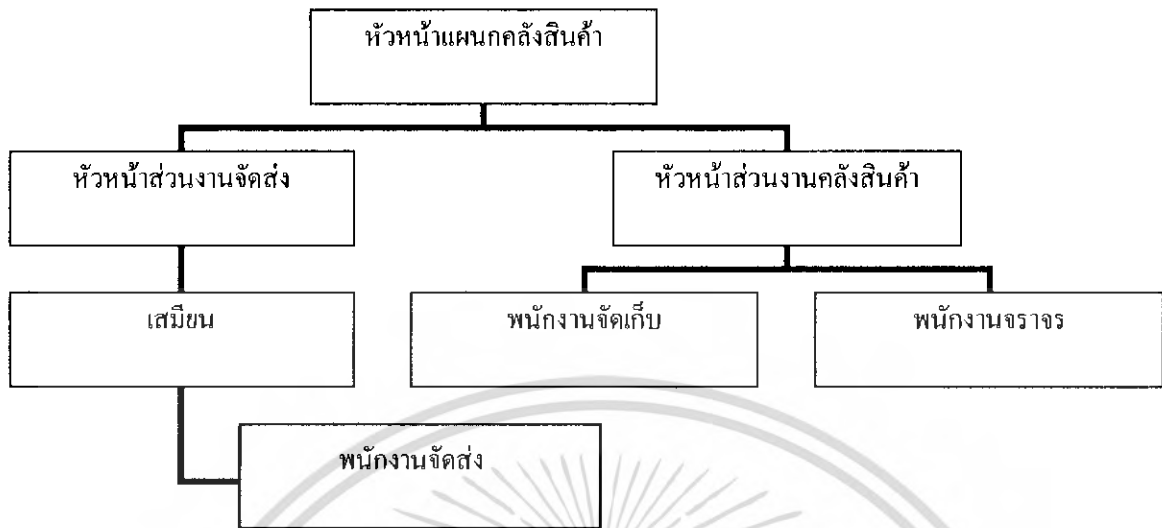 หัวหน้าแผนกคลังสินค้า
หัวหน้าส่วนงานจัดส่ง
หัวหน้าส่วนงานคลังสินค้า
เสมียน
พนักงานจัดเก็บ
พนักงานจราจร
พนักงานจัดส่ง